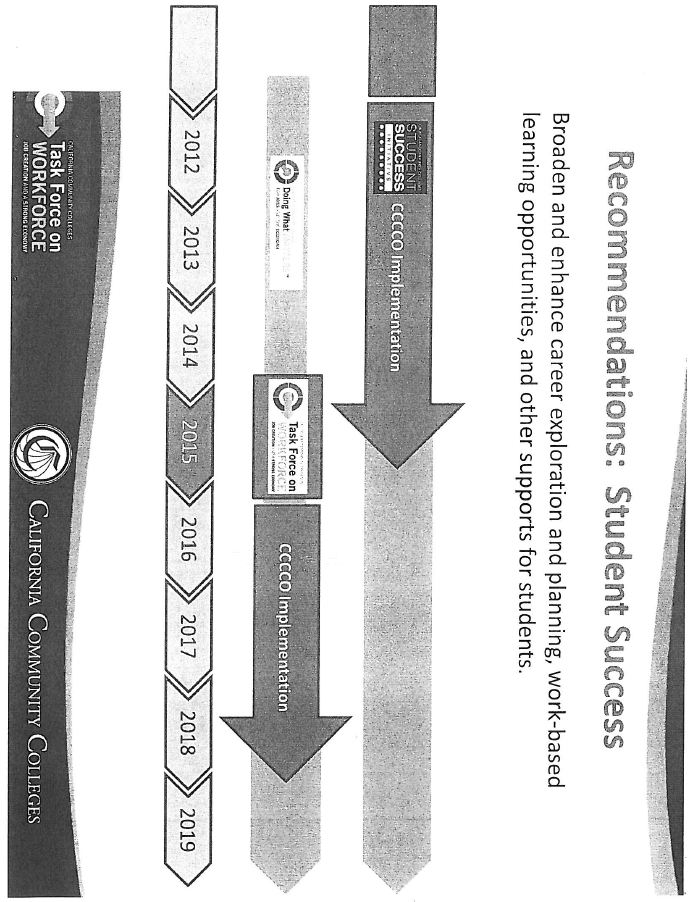 Recommendations: Student Success
Broaden and enhance career exploration and planning, work-based
learning opportunities, and other supports for students.
STUDENT
SUCCESS
INITIATIVE
CCCCO Implementation
Doing What
Task Force on
WORKFORCE
CCCCO Implementation
2012
2013
2014
2015
2016
2017
2018
2019
CALIFORNIA COMMUNITY COLLEGES
Task Force on
WORKFORCE
JOB CREATION AND A STRONG ECONOMY
CALIFORNIA COMMUNITY COLLEGES